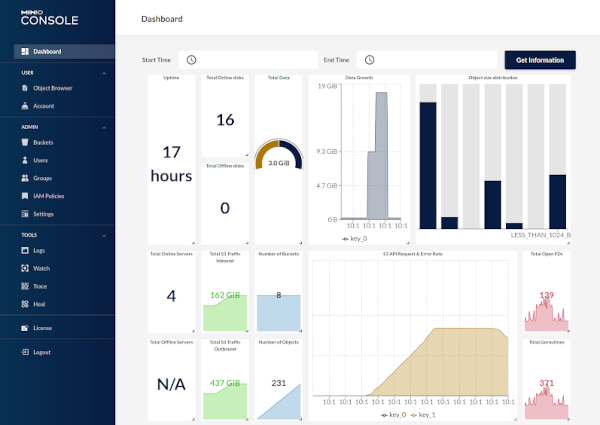 MINIO
CONSOLE
Dashboard
USER
Object Browser
Account
ADMIN
Buckets
Users
Groups
IAM Policies
Settings
TOOLS
Logs
Watch
Trace
Heal
License
Logout
Dashboard
Start Time
End Time
Get Information
Uptime
17
hours
Total Online disks
16
Total Offline disks
0
Total Data
3.0 GiB
Data Growth
19 GiB
9.3 GiB
4.7 GiB
0 B
10:1 10:1 10:1 10:1
key_0
Object size distribution
LESS_THAN_1024_B
Total Online Servers
4
Total Offline Servers
N/A
Total S3 Traffic
Inbound
162 GiB
Total S3 Traffic
Outbound
437 GiB
Number of Buckets
8
Number of Objects
231
S3 API Request & Error Rate
10:1 10:1 10:1 10:1 10:1 10:1 10:1 10:1 10:1 10:1
key_0 key_1
Total Open FDs
139
Total Goroutines
371